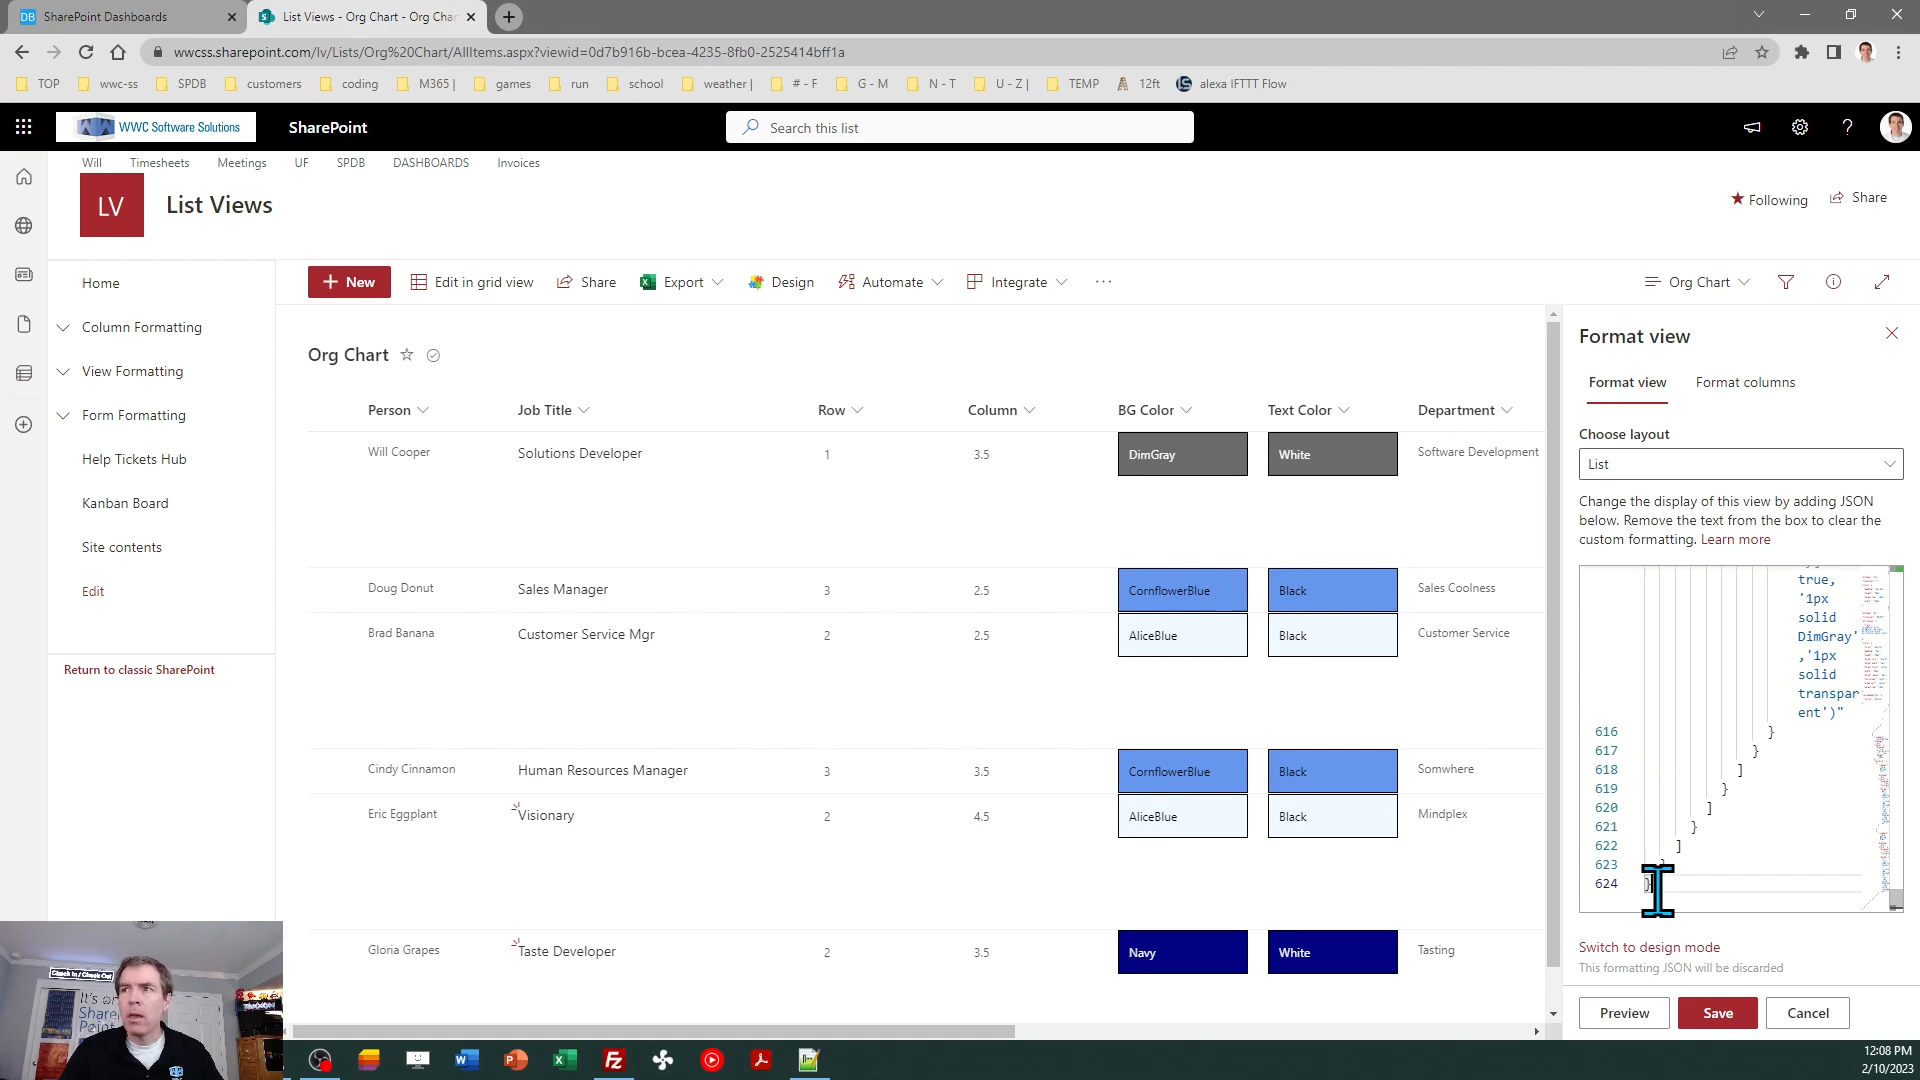 DB SharePoint Dashboards
List Views - Org Chart - Org Char
wwcss.sharepoint.com/lv/Lists/Org%20Chart/AllItems.aspx?viewid=0d7b916b-bcea-4235-8fb0-2525414bff1a
TOP wwc-ss SPDB customers coding M365 | games run school weather | # - F G - M N - T U - Z | TEMP 12ft alexa IFTTT Flow
WWC Software Solutions SharePoint Search this list
Will Timesheets Meetings UF SPDB DASHBOARDS Invoices
LV List Views
Following Share
Home
Column Formatting
View Formatting
Form Formatting
Help Tickets Hub
Kanban Board
Site contents
Edit
Return to classic SharePoint
New Edit in grid view Share Export Design Automate Integrate ... Org Chart
Org Chart
Person Job Title Row Column BG Color Text Color Department
Will Cooper Solutions Developer 1 3.5 DimGray White Software Development
Doug Donut Sales Manager 3 2.5 CornflowerBlue Black Sales Coolness
Brad Banana Customer Service Mgr 2 2.5 AliceBlue Black Customer Service
Cindy Cinnamon Human Resources Manager 3 3.5 CornflowerBlue Black Somwhere
Eric Eggplant Visionary 2 4.5 AliceBlue Black Mindplex
Gloria Grapes Taste Developer 2 3.5 Navy White Tasting
Format view
Format view Format columns
Choose layout
List
Change the display of this view by adding JSON
below. Remove the text from the box to clear the
custom formatting. Learn more
true,
'1px
solid
DimGray'
,'1px
solid
transpar
ent')"
616 }
617 }
618 ]
619 }
620 ]
621 }
622 ]
623 }
624 }
Switch to design mode
This formatting JSON will be discarded
Preview Save Cancel
Check In / Check Out
It's on
Share
Point
12:08 PM
2/10/2023